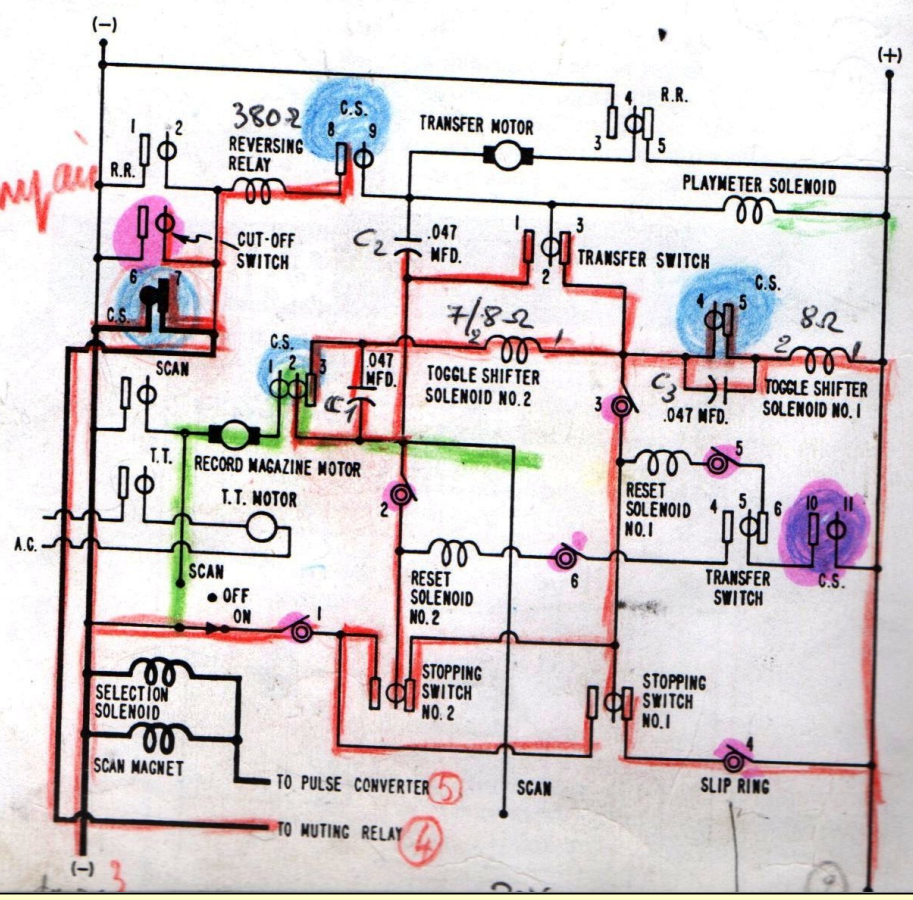 (–)
(+)
C.S.
8 9
380Ω
REVERSING
RELAY
1 2
R.R.
TRANSFER MOTOR
4 R.R.
3
5
PLAYMETER SOLENOID
CUT-OFF
SWITCH
C2
.047
MFD.
1 3
2
TRANSFER SWITCH
6 7
C.S.
SCAN
C.S.
1 2 3
.047
MFD.
C1
7/8Ω
2 1
TOGGLE SHIFTER
SOLENOID NO.2
C.S.
4 5
8Ω
2 1
C3
.047 MFD.
TOGGLE SHIFTER
SOLENOID NO.1
3
RECORD MAGAZINE MOTOR
T.T.
T.T. MOTOR
A.C.
2
5
RESET
SOLENOID
NO.1
4 5 6
10 11
C.S.
TRANSFER
SWITCH
SCAN
OFF
ON
1
RESET
SOLENOID
NO.2
6
STOPPING
SWITCH
NO.2
STOPPING
SWITCH
NO.1
SELECTION
SOLENOID
SCAN MAGNET
TO PULSE CONVERTER 5
SCAN
4
SLIP RING
TO MUTING RELAY 4
(–)
3